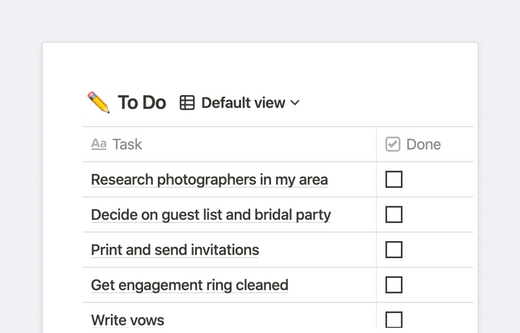 To Do Default view
Aa Task Done
Research photographers in my area
Decide on guest list and bridal party
Print and send invitations
Get engagement ring cleaned
Write vows